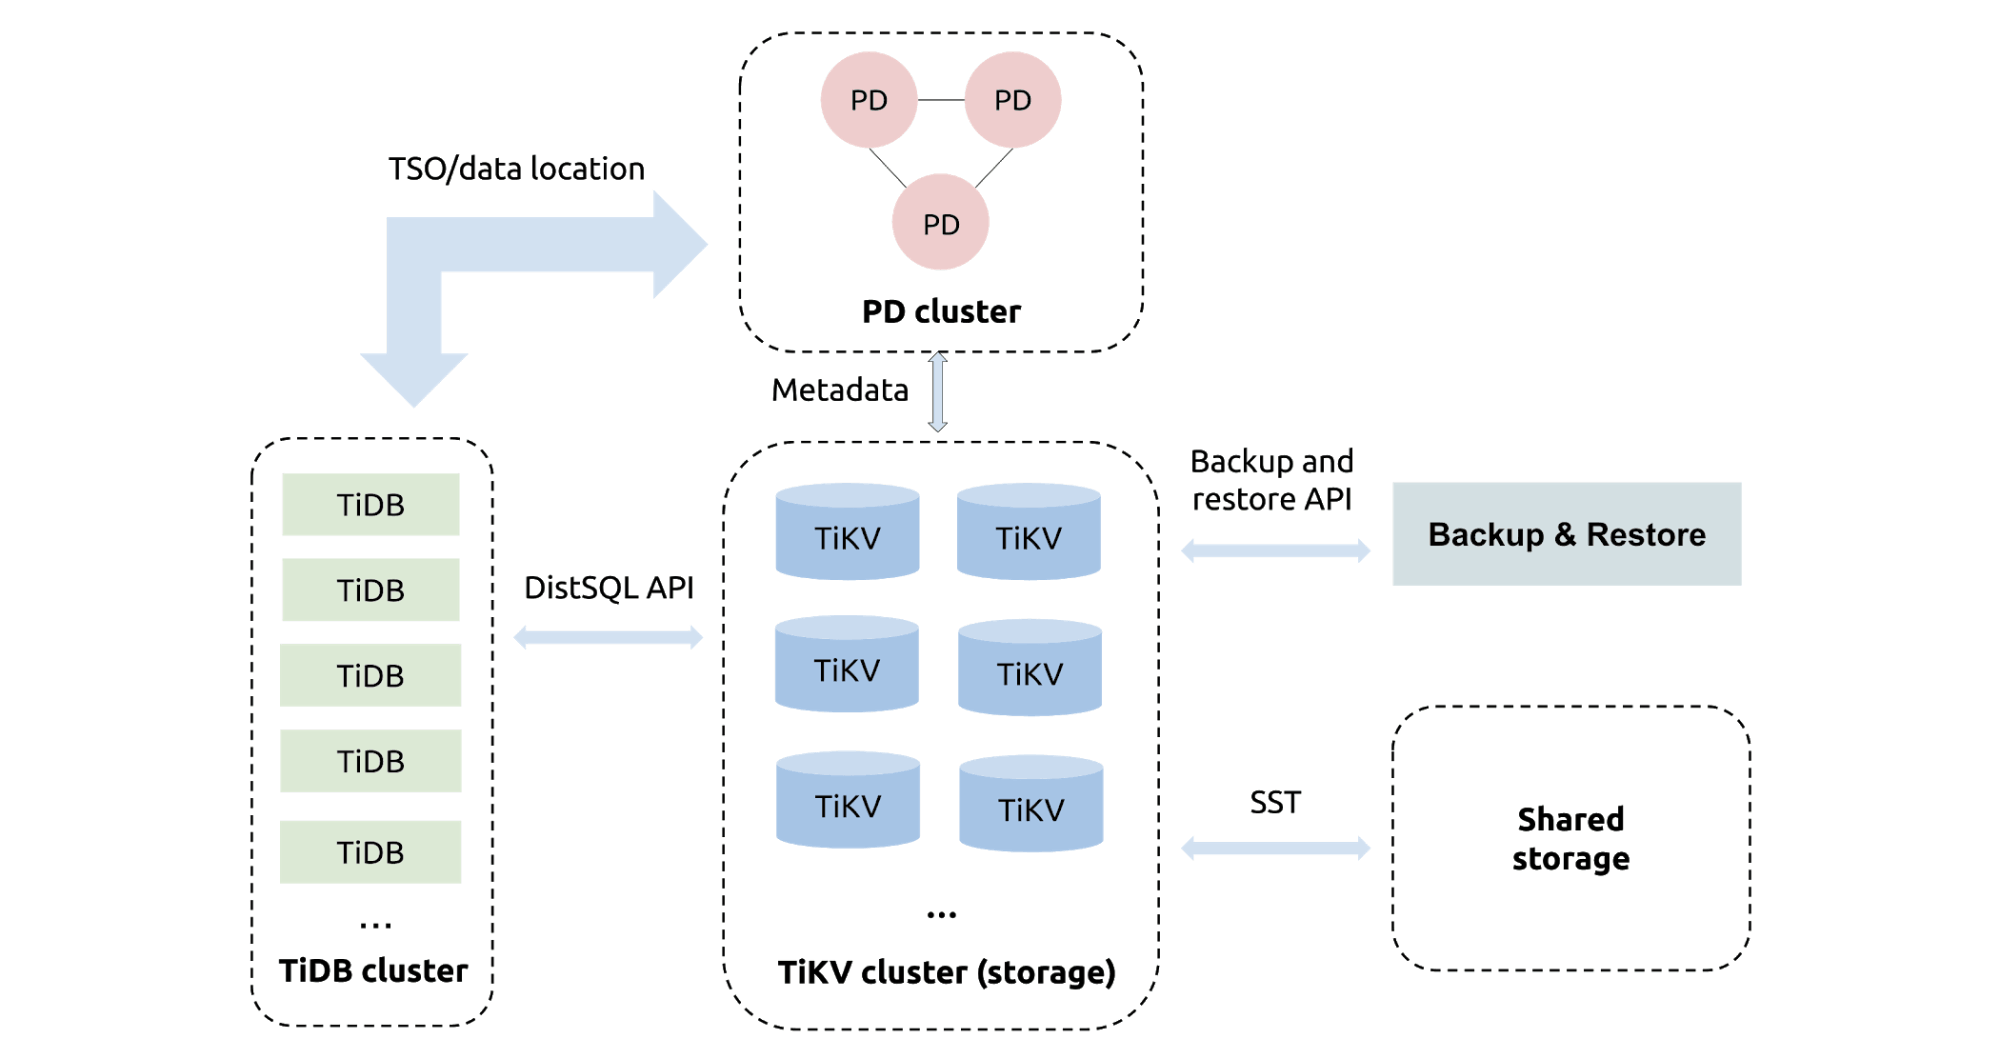 PD
PD
PD
PD cluster
TSO/data location
Metadata
TiDB
TiDB
TiDB
TiDB
TiDB
...
TiDB cluster
DistSQL API
TiKV
TiKV
TiKV
TiKV
TiKV
TiKV
...
TiKV cluster (storage)
Backup and
restore API
Backup & Restore
SST
Shared
storage